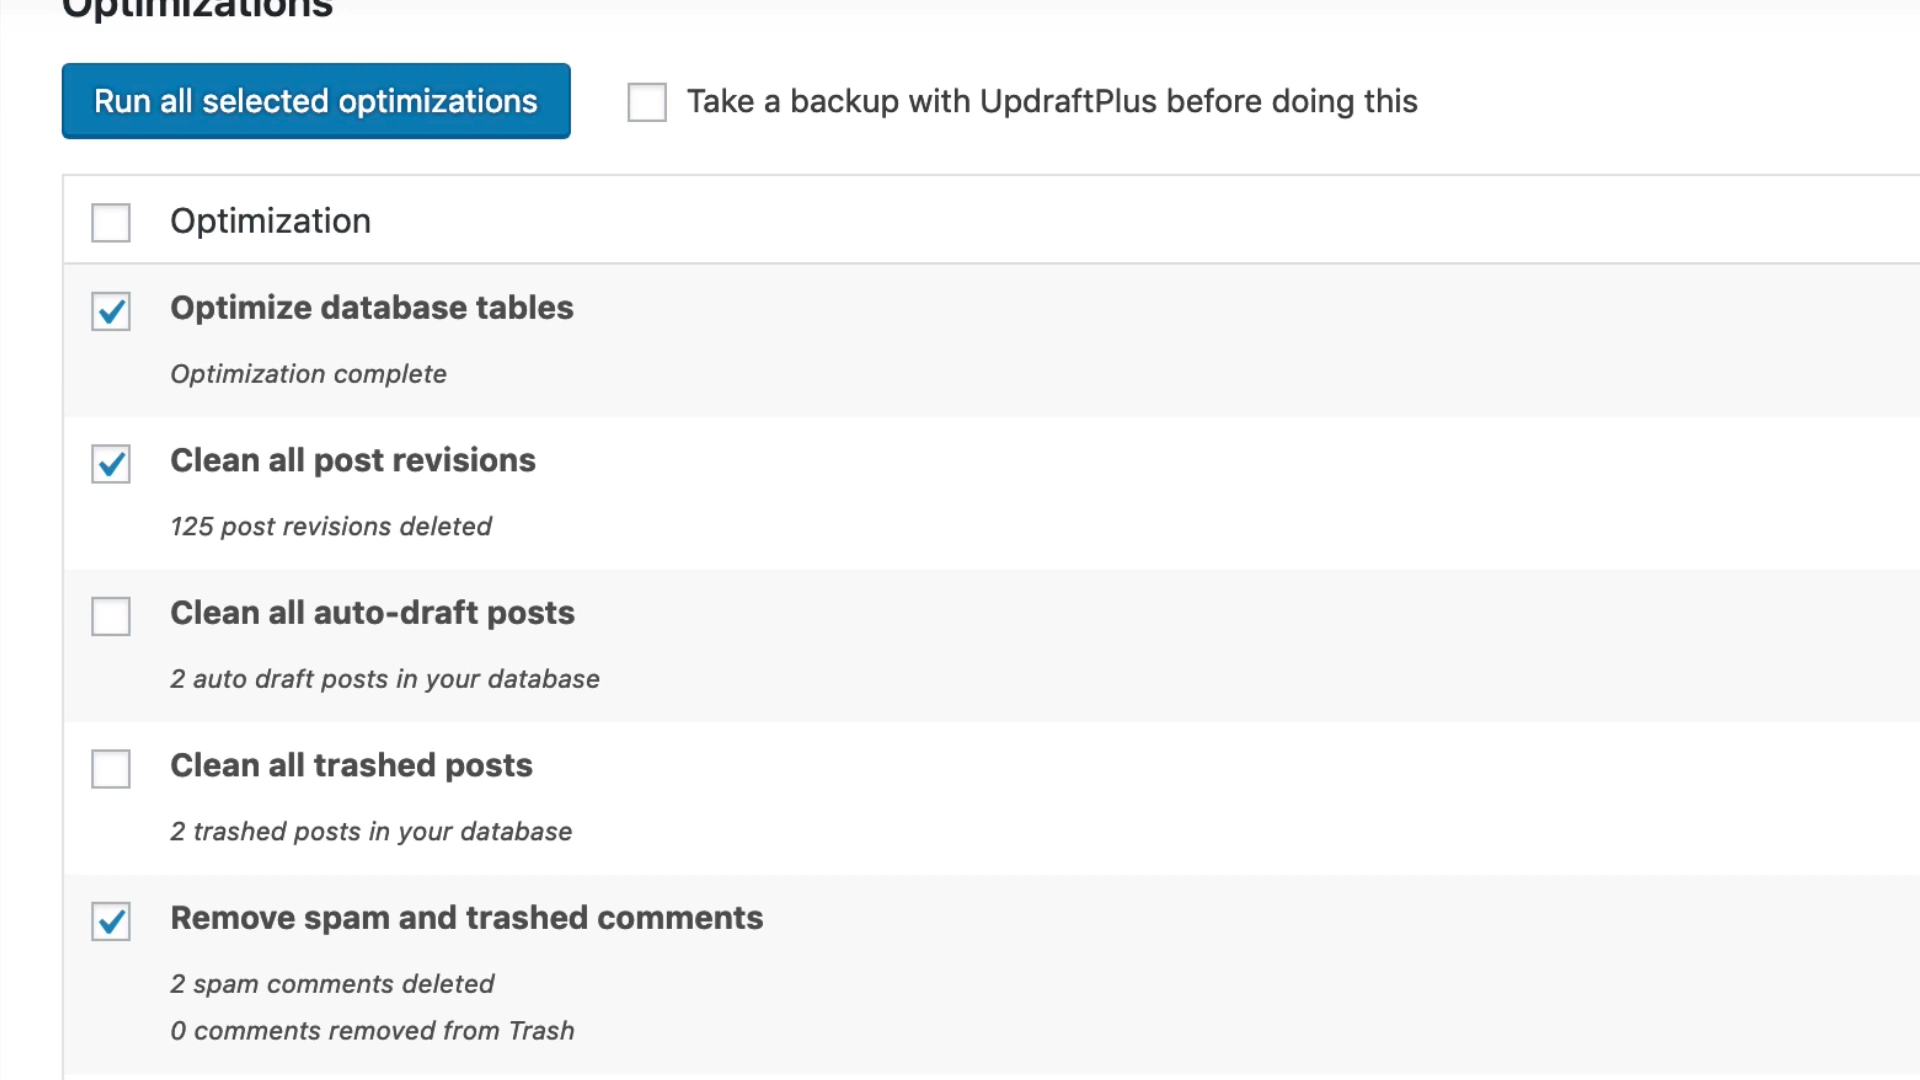 Optimizations
Run all selected optimizations
Take a backup with UpdraftPlus before doing this
Optimization
Optimize database tables
Optimization complete
Clean all post revisions
125 post revisions deleted
Clean all auto-draft posts
2 auto draft posts in your database
Clean all trashed posts
2 trashed posts in your database
Remove spam and trashed comments
2 spam comments deleted
0 comments removed from Trash